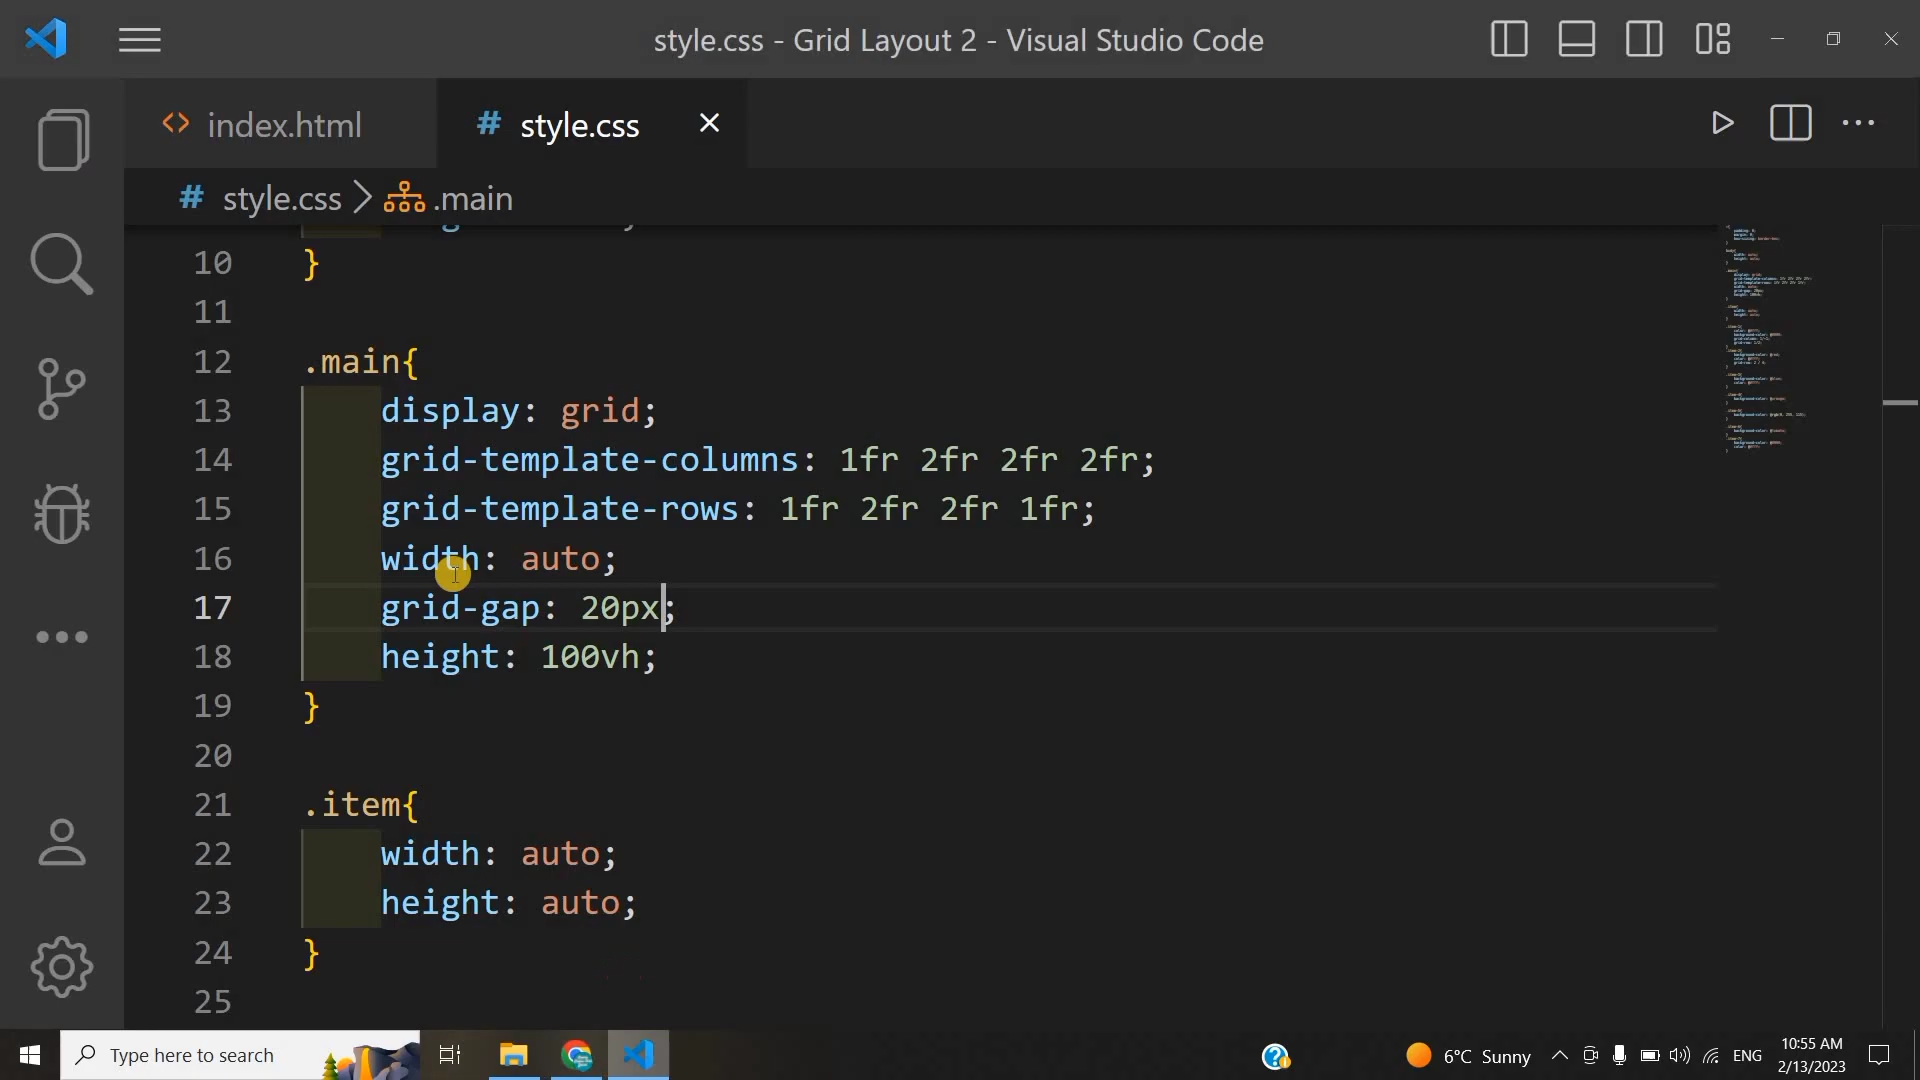 style.css - Grid Layout 2 - Visual Studio Code
<> index.html
# style.css
# style.css > .main
10 }
11
12 .main{
13 display: grid;
14 grid-template-columns: 1fr 2fr 2fr 2fr;
15 grid-template-rows: 1fr 2fr 2fr 1fr;
16 width: auto;
17 grid-gap: 20px;
18 height: 100vh;
19 }
20
21 .item{
22 width: auto;
23 height: auto;
24 }
25
Type here to search
6°C Sunny
ENG
10:55 AM
2/13/2023